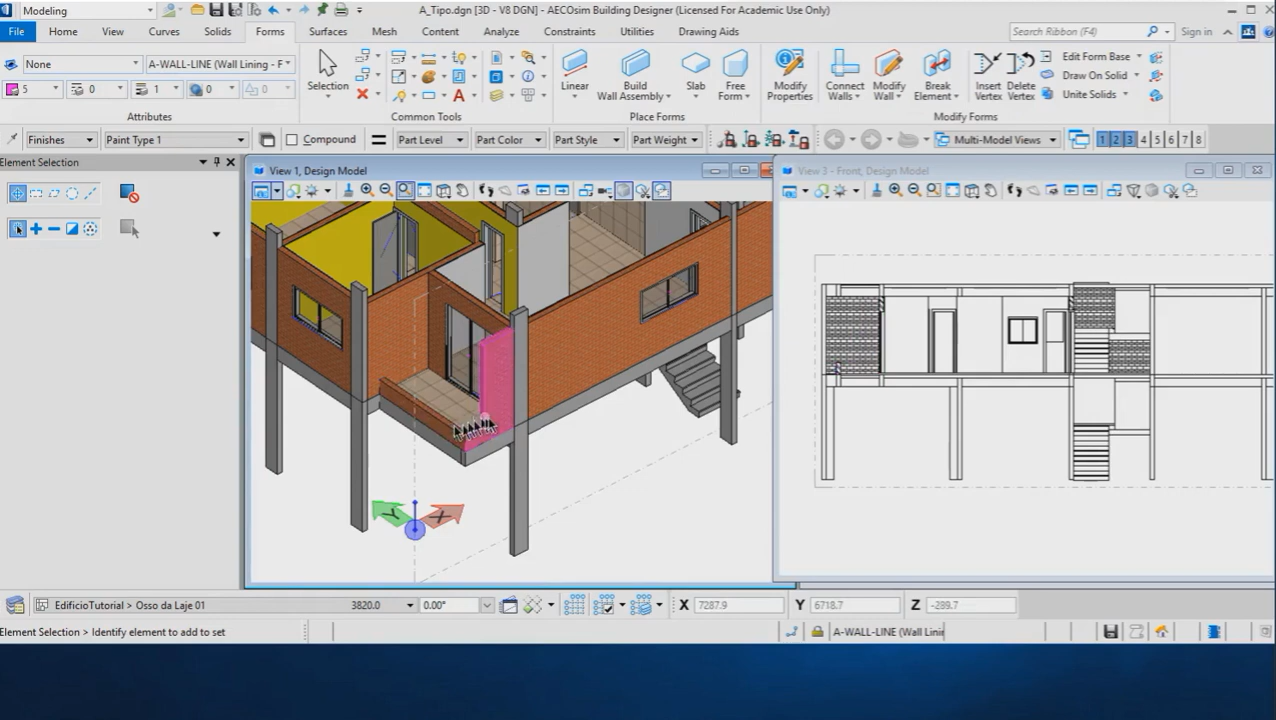 Modeling
A_Tipo.dgn [3D - V8 DGN] - AECOsim Building Designer (Licensed For Academic Use Only)
File Home View Curves Solids Forms Surfaces Mesh Content Analyze Constraints Utilities Drawing Aids
Search Ribbon (F4)
Sign in
None
A-WALL-LINE (Wall Lining - F
5 0 1 0 0
Attributes
Selection
Common Tools
Linear
Build Wall Assembly
Slab
Free Form
Place Forms
Modify Properties
Connect Walls
Modify Wall
Break Element
Insert Vertex
Delete Vertex
Edit Form Base
Draw On Solid
Unite Solids
Modify Forms
Finishes
Paint Type 1
Compound
Part Level
Part Color
Part Style
Part Weight
Multi-Model Views
1 2 3 4 5 6 7 8
Element Selection
View 1, Design Model
View 3 - Front, Design Model
Y X
EdificioTutorial > Osso da Laje 01
3820.0
0.00°
X 7287.9
Y 6718.7
Z -289.7
Element Selection > Identify element to add to set
A-WALL-LINE (Wall Linin